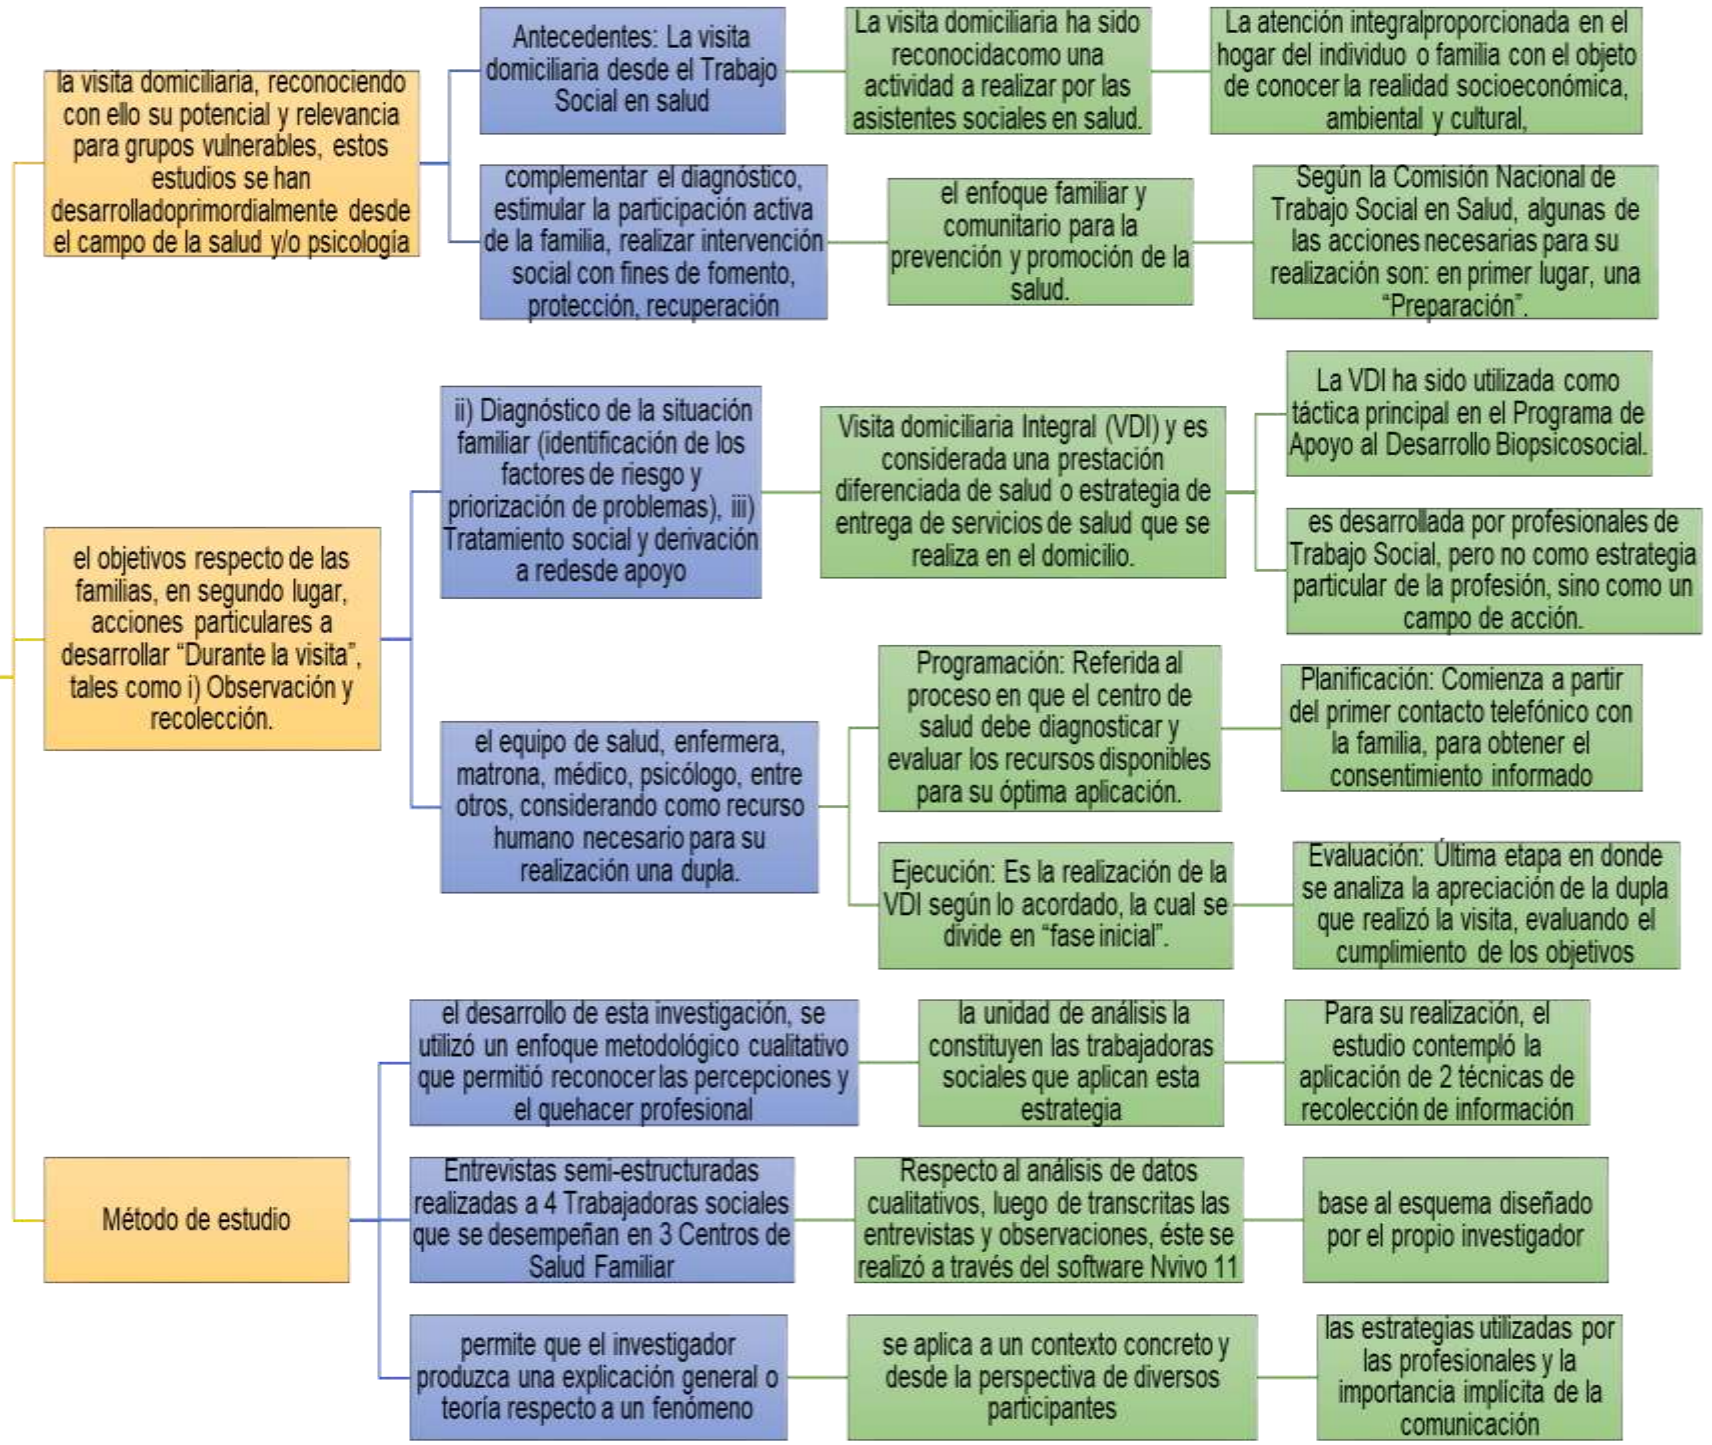 la visita domiciliaria, reconociendo
con ello su potencial y relevancia
para grupos vulnerables, estos
estudios se han
desarrolladoprimordialmente desde
el campo de la salud y/o psicología
Antecedentes: La visita
domiciliaria desde el Trabajo
Social en salud
La visita domiciliaria ha sido
reconocidacomo una
actividad a realizar por las
asistentes sociales en salud.
La atención integralproporcionada en el
hogar del individuo o familia con el objeto
de conocer la realidad socioeconómica,
ambiental y cultural,
complementar el diagnóstico,
estimular la participación activa
de la familia, realizar intervención
social con fines de fomento,
protección, recuperación
el enfoque familiar y
comunitario para la
prevención y promoción de la
salud.
Según la Comisión Nacional de
Trabajo Social en Salud, algunas de
las acciones necesarias para su
realización son: en primer lugar, una
“Preparación”.
el objetivos respecto de las
familias, en segundo lugar,
acciones particulares a
desarrollar “Durante la visita”,
tales como i) Observación y
recolección.
ii) Diagnóstico de la situación
familiar (identificación de los
factores de riesgo y
priorización de problemas), iii)
Tratamiento social y derivación
a redesde apoyo
Visita domiciliaria Integral (VDI) y es
considerada una prestación
diferenciada de salud o estrategia de
entrega de servicios de salud que se
realiza en el domicilio.
La VDI ha sido utilizada como
táctica principal en el Programa de
Apoyo al Desarrollo Biopsicosocial.
es desarrollada por profesionales de
Trabajo Social, pero no como estrategia
particular de la profesión, sino como un
campo de acción.
el equipo de salud, enfermera,
matrona, médico, psicólogo, entre
otros, considerando como recurso
humano necesario para su
realización una dupla.
Programación: Referida al
proceso en que el centro de
salud debe diagnosticar y
evaluar los recursos disponibles
para su óptima aplicación.
Planificación: Comienza a partir
del primer contacto telefónico con
la familia, para obtener el
consentimiento informado
Ejecución: Es la realización de la
VDI según lo acordado, la cual se
divide en “fase inicial”.
Evaluación: Última etapa en donde
se analiza la apreciación de la dupla
que realizó la visita, evaluando el
cumplimiento de los objetivos
Método de estudio
el desarrollo de esta investigación, se
utilizó un enfoque metodológico cualitativo
que permitió reconocer las percepciones y
el quehacer profesional
la unidad de análisis la
constituyen las trabajadoras
sociales que aplican esta
estrategia
Para su realización, el
estudio contempló la
aplicación de 2 técnicas de
recolección de información
Entrevistas semi-estructuradas
realizadas a 4 Trabajadoras sociales
que se desempeñan en 3 Centros de
Salud Familiar
Respecto al análisis de datos
cualitativos, luego de transcritas las
entrevistas y observaciones, éste se
realizó a través del software Nvivo 11
base al esquema diseñado
por el propio investigador
permite que el investigador
produzca una explicación general o
teoría respecto a un fenómeno
se aplica a un contexto concreto y
desde la perspectiva de diversos
participantes
las estrategias utilizadas por
las profesionales y la
importancia implícita de la
comunicación